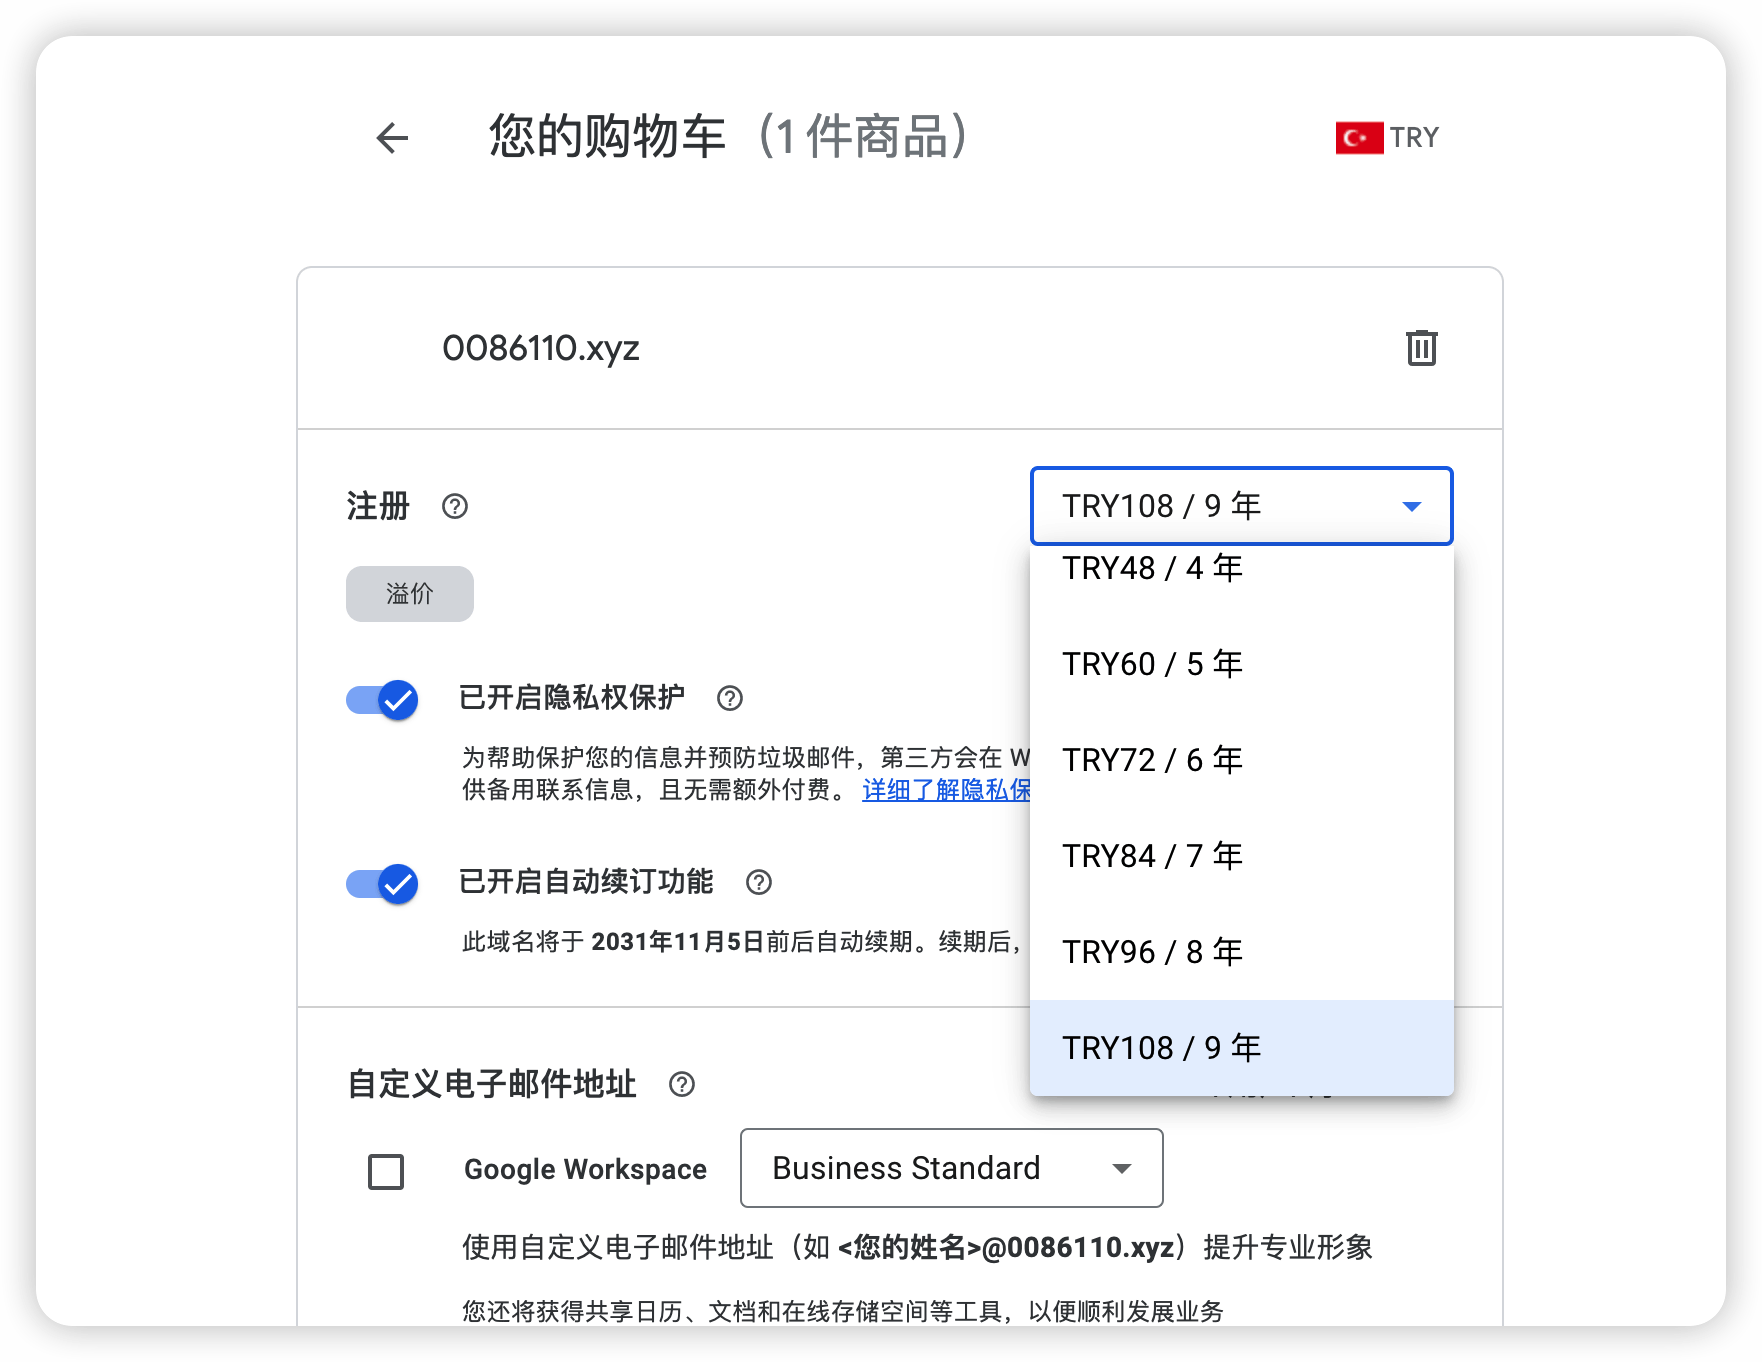 您的购物车（1 件商品）
TRY
0086110.xyz
注册
TRY108 / 9 年
TRY48 / 4 年
溢价
TRY60 / 5 年
已开启隐私权保护
为帮助保护您的信息并预防垃圾邮件，第三方会在 W
供备用联系信息，且无需额外付费。 详细了解隐私保
TRY72 / 6 年
TRY84 / 7 年
已开启自动续订功能
此域名将于 2031年11月5日前后自动续期。续期后，
TRY96 / 8 年
TRY108 / 9 年
自定义电子邮件地址
Google Workspace
Business Standard
使用自定义电子邮件地址（如 <您的姓名>@0086110.xyz）提升专业形象
您还将获得共享日历、文档和在线存储空间等工具，以便顺利发展业务